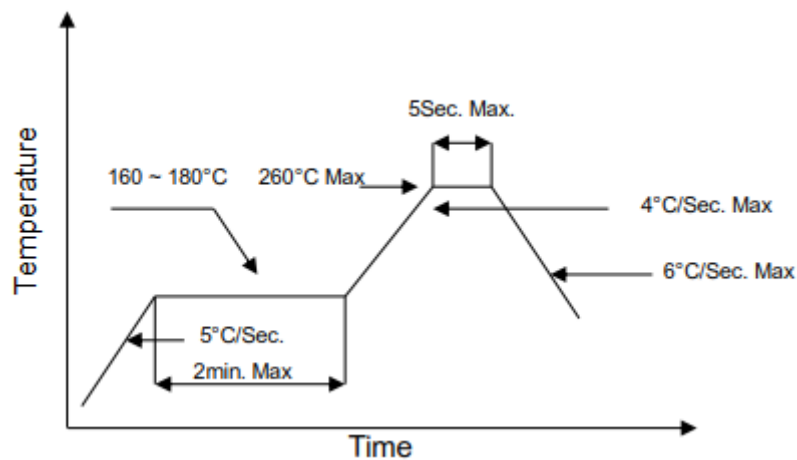 5Sec. Max.
160 ~ 180°C
260°C Max
4°C/Sec. Max
Temperature
6°C/Sec. Max
5°C/Sec.
2min. Max
Time